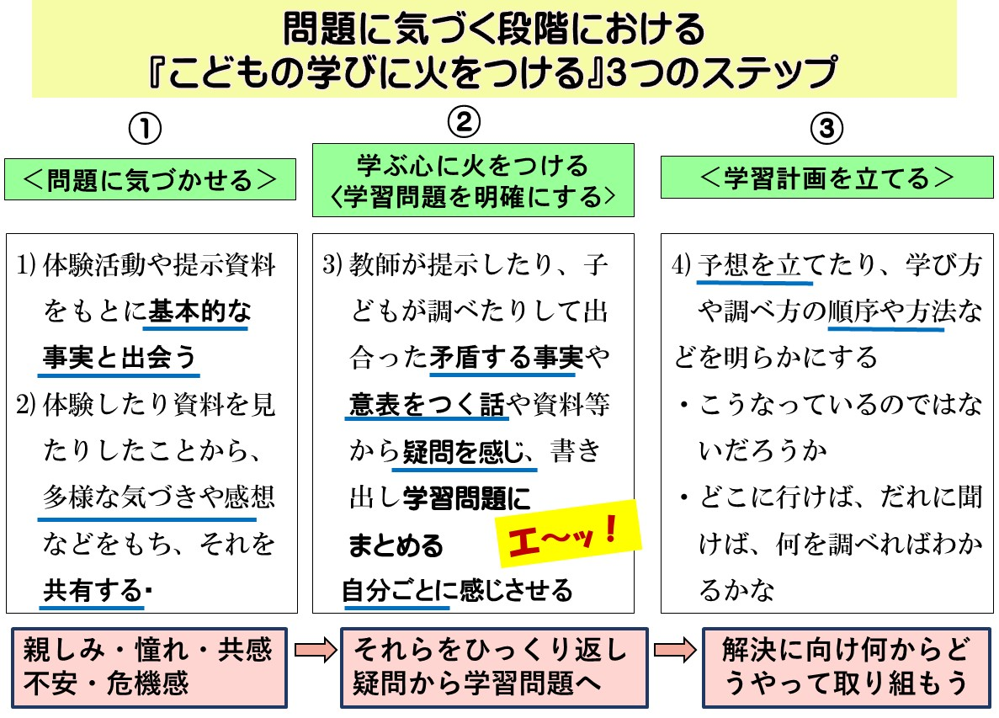 問題に気づく段階における
『こどもの学びに火をつける』3つのステップ
①
＜問題に気づかせる＞
1) 体験活動や提示資料
をもとに基本的な
事実と出会う
2) 体験したり資料を見
たりしたことから、
多様な気づきや感想
などをもち、それを
共有する・
親しみ・憧れ・共感
不安・危機感
②
学ぶ心に火をつける
〈学習問題を明確にする〉
3) 教師が提示したり、子
どもが調べたりして出
合った矛盾する事実や
意表をつく話や資料等
から疑問を感じ、書き
出し学習問題に
まとめる
エ～ッ！
自分ごとに感じさせる
それらをひっくり返し
疑問から学習問題へ
③
＜学習計画を立てる＞
4) 予想を立てたり、学び方
や調べ方の順序や方法な
どを明らかにする
・こうなっているのではな
いだろうか
・どこに行けば、だれに聞
けば、何を調べればわか
るかな
解決に向け何からど
うやって取り組もう